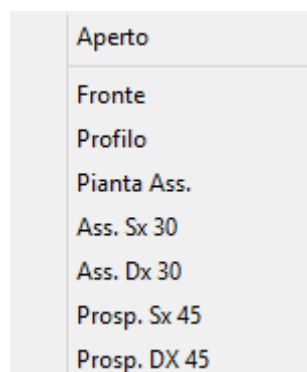 Aperto
Fronte
Profilo
Pianta Ass.
Ass. Sx 30
Ass. Dx 30
Prosp. Sx 45
Prosp. DX 45